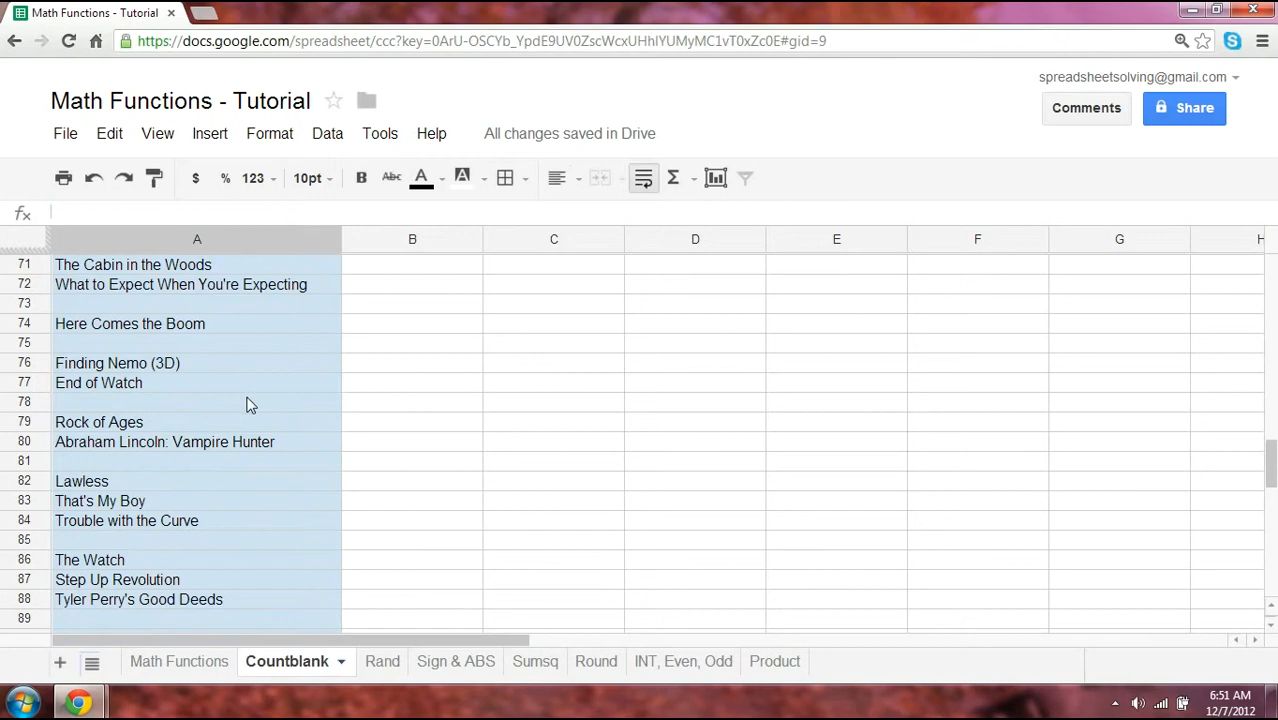 Math Functions - Tutorial
https://docs.google.com/spreadsheet/ccc?key=0ArU-OSCYb_YpdE9UV0ZscWcxUHhlYUMyMC1vT0xZc0E#gid=9
spreadsheetsolving@gmail.com
Math Functions - Tutorial
Comments
Share
File Edit View Insert Format Data Tools Help All changes saved in Drive
$ % 123 10pt B Abc A A Σ
fx
A B C D E F G H
71 The Cabin in the Woods
72 What to Expect When You're Expecting
73
74 Here Comes the Boom
75
76 Finding Nemo (3D)
77 End of Watch
78
79 Rock of Ages
80 Abraham Lincoln: Vampire Hunter
81
82 Lawless
83 That's My Boy
84 Trouble with the Curve
85
86 The Watch
87 Step Up Revolution
88 Tyler Perry's Good Deeds
89
+ Math Functions Countblank Rand Sign & ABS Sumsq Round INT, Even, Odd Product
6:51 AM
12/7/2012